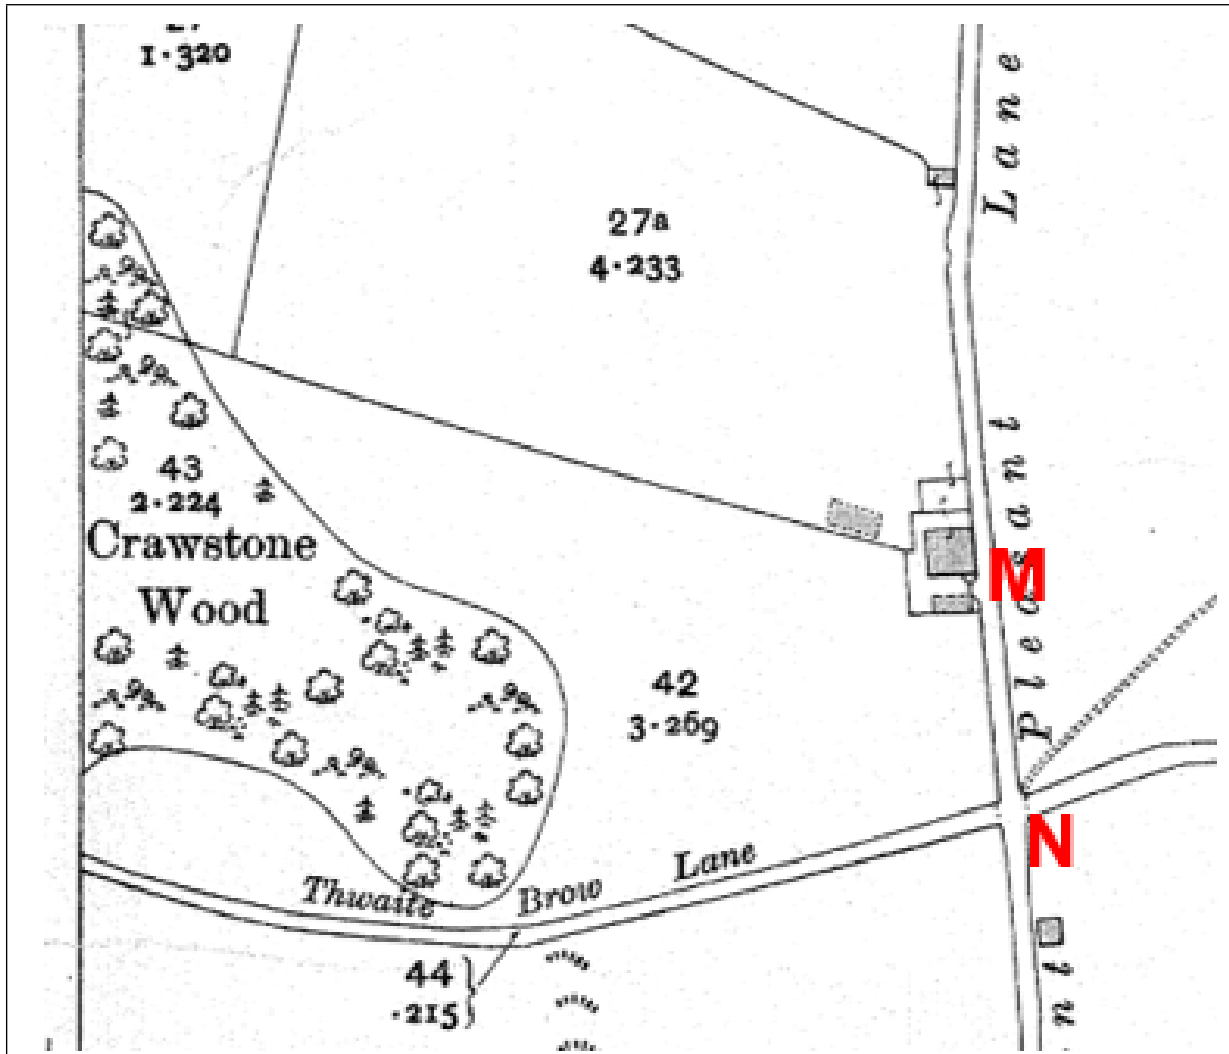 1·320
Lane
27a
4·233
43
2·224
Crawstone
Wood
M
Pleasant
42
3·269
N
Thwaite Brow Lane
44
·215